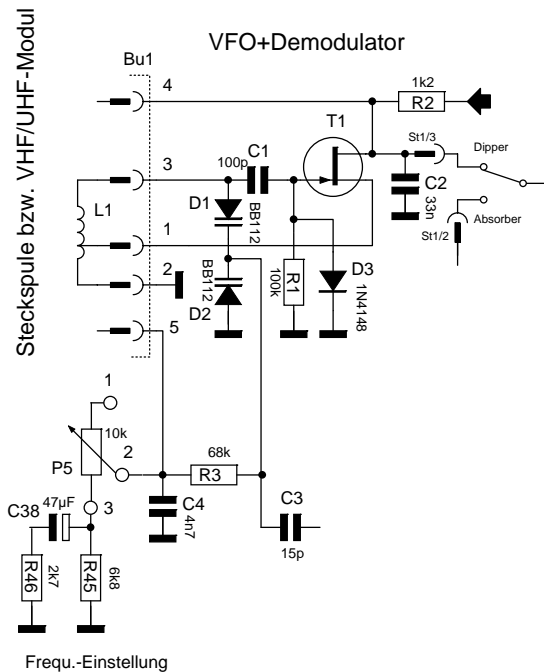 VFO+Demodulator
Bu1
Steckspule bzw. VHF/UHF-Modul
4
1k2
R2
T1
St1/3
Dipper
3
C1
100p
C2
33n
L1
D1
BB112
Absorber
St1/2
1
2
BB112
D2
R1
100k
D3
1N4148
5
1
10k
P5
2
68k
R3
3
C38
47µF
C4
4n7
C3
15p
R46
2k7
R45
6k8
Frequ.-Einstellung